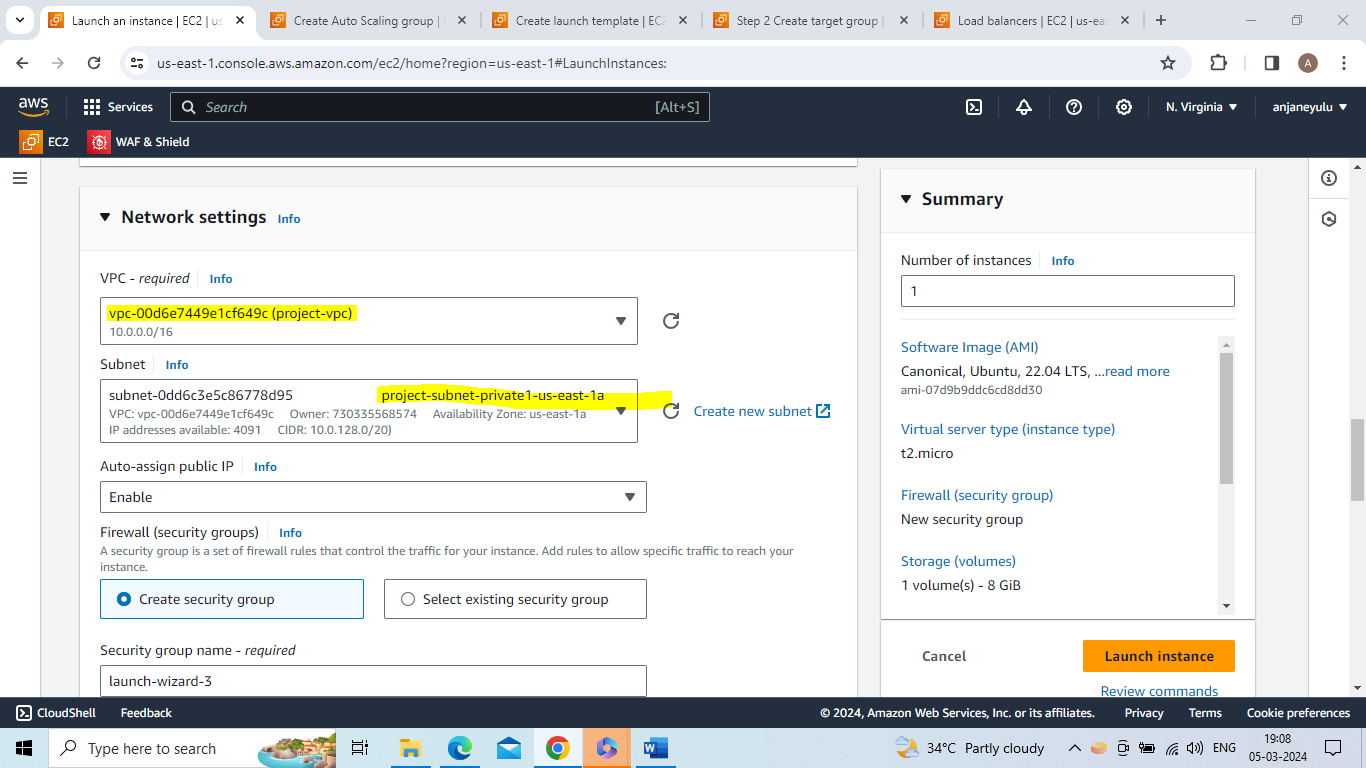 Launch an instance | EC2 | us
Create Auto Scaling group |
Create launch template | EC2
Step 2 Create target group |
Load balancers | EC2 | us-eas
us-east-1.console.aws.amazon.com/ec2/home?region=us-east-1#LaunchInstances:
A
aws
Services
Search
[Alt+S]
N. Virginia
anjaneyulu
EC2
WAF & Shield
Network settings Info
VPC - required Info
vpc-00d6e7449e1cf649c (project-vpc)
10.0.0.0/16
Subnet Info
subnet-0dd6c3e5c86778d95 project-subnet-private1-us-east-1a
VPC: vpc-00d6e7449e1cf649c Owner: 730335568574 Availability Zone: us-east-1a
IP addresses available: 4091 CIDR: 10.0.128.0/20)
Create new subnet
Auto-assign public IP Info
Enable
Firewall (security groups) Info
A security group is a set of firewall rules that control the traffic for your instance. Add rules to allow specific traffic to reach your
instance.
Create security group
Select existing security group
Security group name - required
launch-wizard-3
Summary
Number of instances Info
1
Software Image (AMI)
Canonical, Ubuntu, 22.04 LTS, ...read more
ami-07d9b9ddc6cd8dd30
Virtual server type (instance type)
t2.micro
Firewall (security group)
New security group
Storage (volumes)
1 volume(s) - 8 GiB
Cancel
Launch instance
Review commands
CloudShell
Feedback
© 2024, Amazon Web Services, Inc. or its affiliates.
Privacy
Terms
Cookie preferences
Type here to search
34°C Partly cloudy
ENG
19:08
05-03-2024